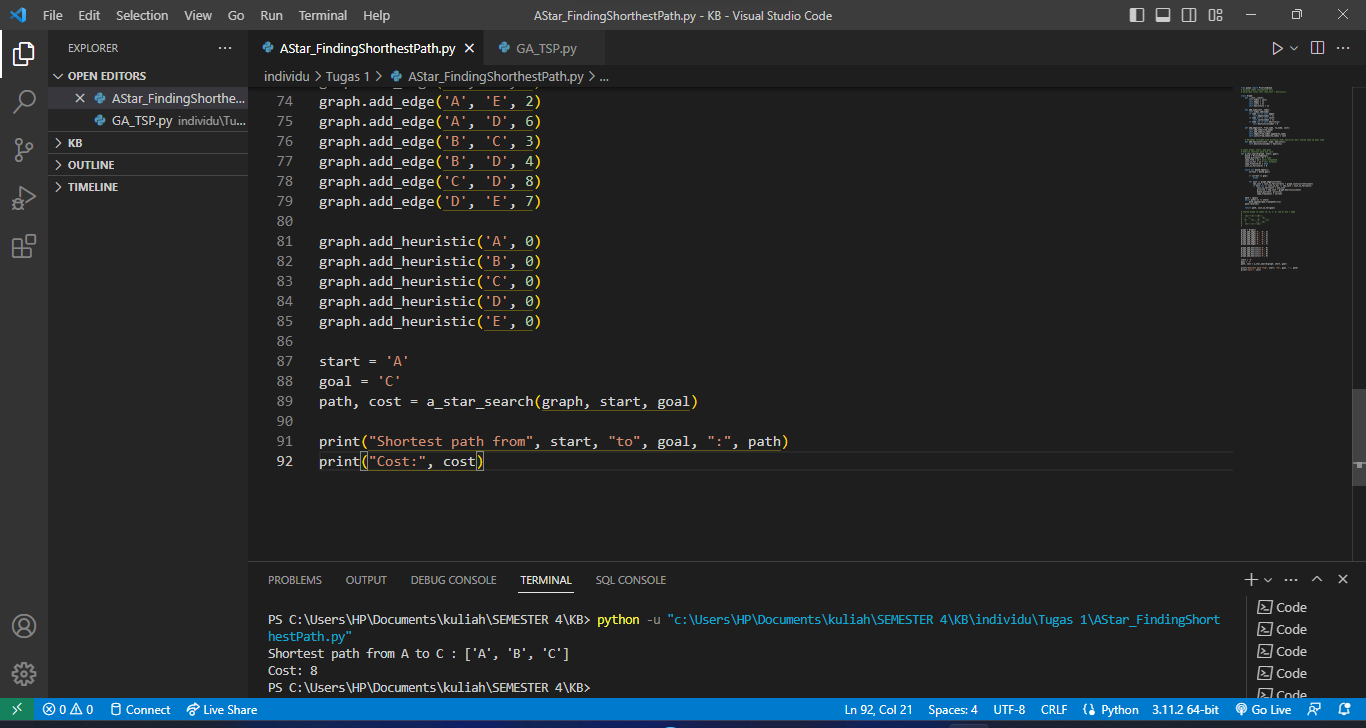 File Edit Selection View Go Run Terminal Help AStar_FindingShorthestPath.py - KB - Visual Studio Code
EXPLORER
OPEN EDITORS
AStar_FindingShorthe...
GA_TSP.py individu\Tu...
KB
OUTLINE
TIMELINE
AStar_FindingShorthestPath.py GA_TSP.py
individu > Tugas 1 > AStar_FindingShorthestPath.py > ...
74 graph.add_edge('A', 'E', 2)
75 graph.add_edge('A', 'D', 6)
76 graph.add_edge('B', 'C', 3)
77 graph.add_edge('B', 'D', 4)
78 graph.add_edge('C', 'D', 8)
79 graph.add_edge('D', 'E', 7)
80
81 graph.add_heuristic('A', 0)
82 graph.add_heuristic('B', 0)
83 graph.add_heuristic('C', 0)
84 graph.add_heuristic('D', 0)
85 graph.add_heuristic('E', 0)
86
87 start = 'A'
88 goal = 'C'
89 path, cost = a_star_search(graph, start, goal)
90
91 print("Shortest path from", start, "to", goal, ":", path)
92 print("Cost:", cost)
PROBLEMS OUTPUT DEBUG CONSOLE TERMINAL SQL CONSOLE
PS C:\Users\HP\Documents\kuliah\SEMESTER 4\KB> python -u "c:\Users\HP\Documents\kuliah\SEMESTER 4\KB\individu\Tugas 1\AStar_FindingShort
hestPath.py"
Shortest path from A to C : ['A', 'B', 'C']
Cost: 8
PS C:\Users\HP\Documents\kuliah\SEMESTER 4\KB>
Code
Code
Code
Code
Code
0 0 Connect Live Share Ln 92, Col 21 Spaces: 4 UTF-8 CRLF Python 3.11.2 64-bit Go Live